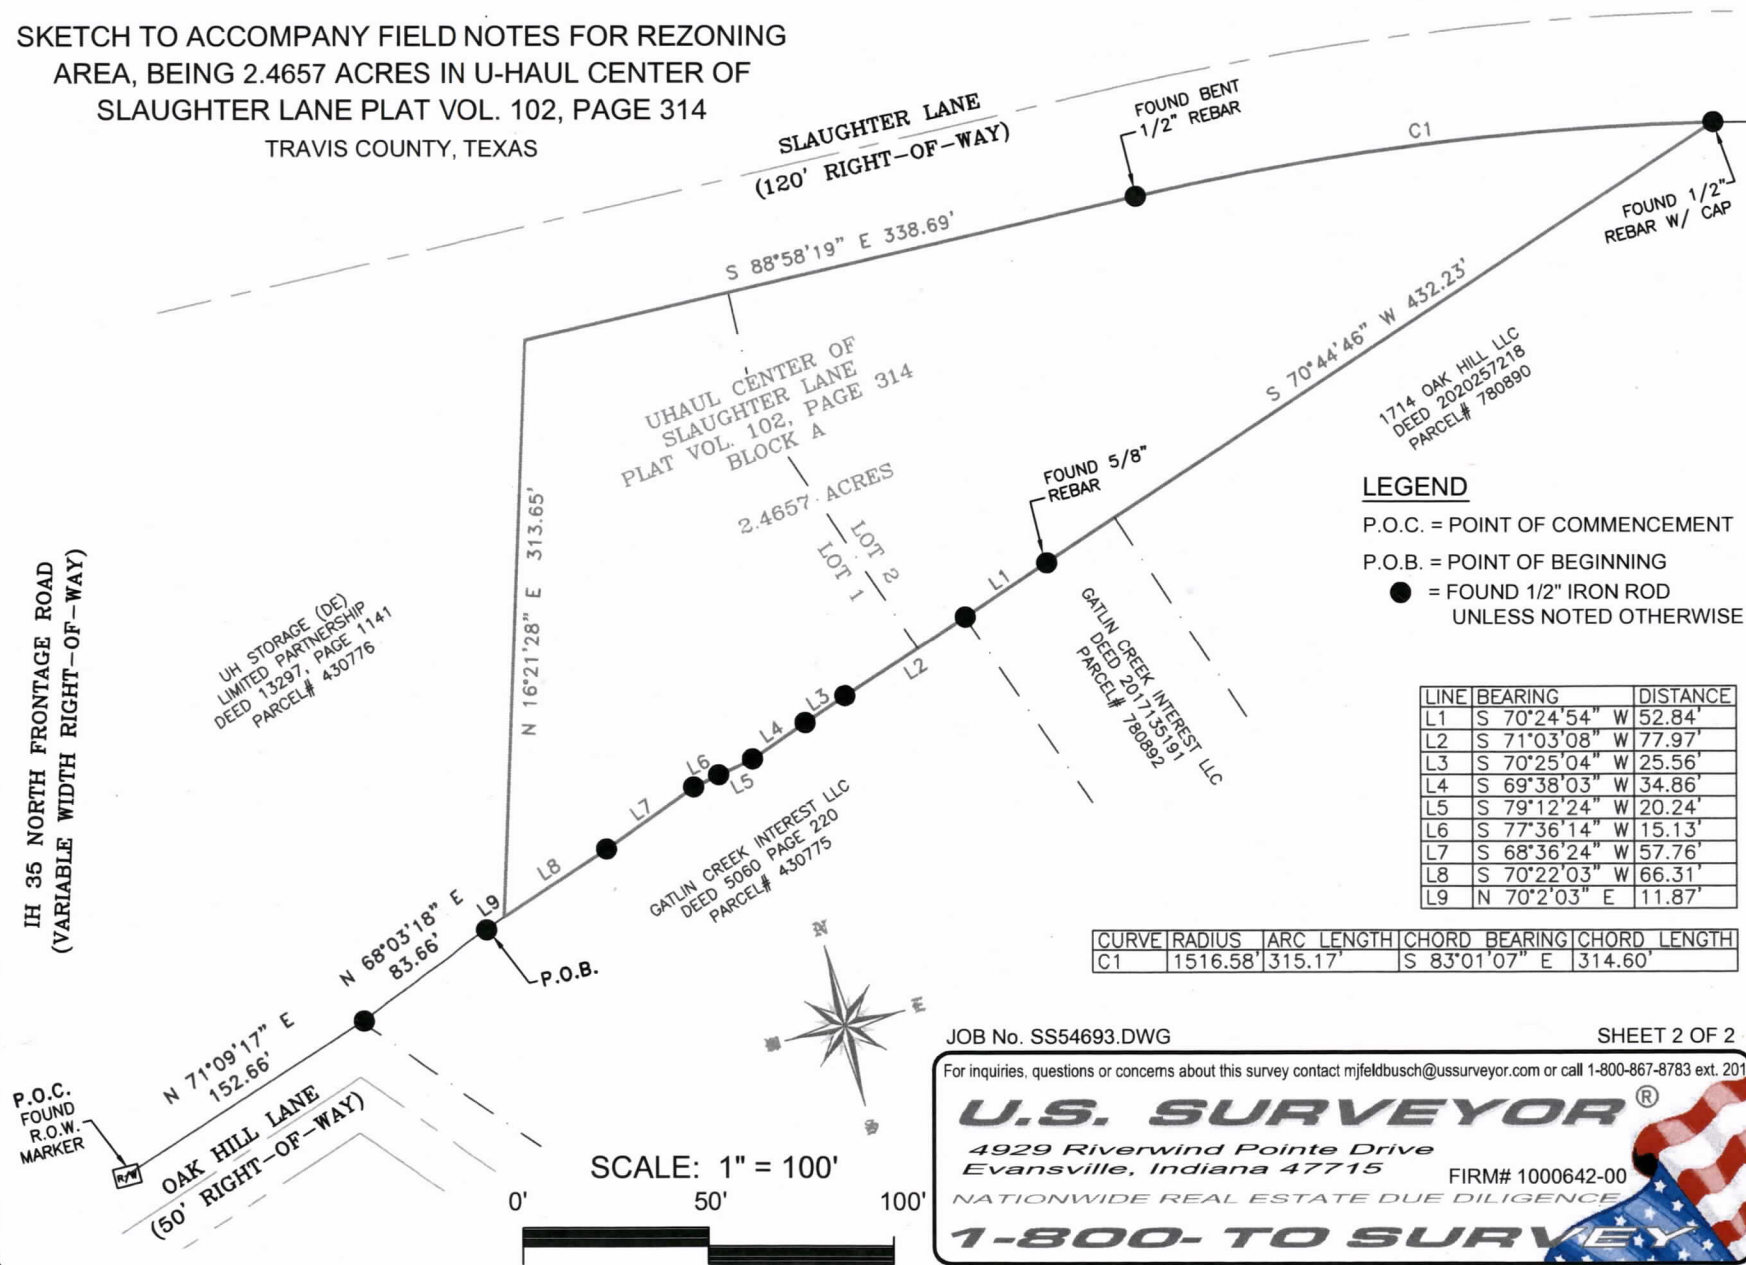 SKETCH TO ACCOMPANY FIELD NOTES FOR REZONING
AREA, BEING 2.4657 ACRES IN U-HAUL CENTER OF
SLAUGHTER LANE PLAT VOL. 102, PAGE 314
TRAVIS COUNTY, TEXAS
SLAUGHTER LANE
(120' RIGHT-OF-WAY)
FOUND BENT
1/2" REBAR
C1
FOUND 1/2"
REBAR W/ CAP
S 88°58'19" E 338.69'
S 70°44'46" W 432.23'
1714 OAK HILL LLC
DEED 2020257218
PARCEL# 780890
UHAUL CENTER OF
SLAUGHTER LANE
PLAT VOL. 102, PAGE 314
BLOCK A
2.4657 ACRES
LOT 2
LOT 1
FOUND 5/8"
REBAR
N 16°21'28" E 313.65'
IH 35 NORTH FRONTAGE ROAD
(VARIABLE WIDTH RIGHT-OF-WAY)
UH STORAGE (DE)
LIMITED PARTNERSHIP
DEED 13297, PAGE 1141
PARCEL# 430776
L1
L2
L3
L4
L5
L6
L7
L8
L9
GATLIN CREEK INTEREST LLC
DEED 2017135191
PARCEL# 780892
GATLIN CREEK INTEREST LLC
DEED 5060 PAGE 220
PARCEL# 430775
N 68°03'18" E
83.66'
P.O.B.
N 71°09'17" E
152.66'
P.O.C.
FOUND
R.O.W.
MARKER
R/W
OAK HILL LANE
(50' RIGHT-OF-WAY)
N
E
W
S
LEGEND
P.O.C. = POINT OF COMMENCEMENT
P.O.B. = POINT OF BEGINNING
= FOUND 1/2" IRON ROD
UNLESS NOTED OTHERWISE
LINE BEARING DISTANCE
L1 S 70°24'54" W 52.84'
L2 S 71°03'08" W 77.97'
L3 S 70°25'04" W 25.56'
L4 S 69°38'03" W 34.86'
L5 S 79°12'24" W 20.24'
L6 S 77°36'14" W 15.13'
L7 S 68°36'24" W 57.76'
L8 S 70°22'03" W 66.31'
L9 N 70°2'03" E 11.87'
CURVE RADIUS ARC LENGTH CHORD BEARING CHORD LENGTH
C1 1516.58' 315.17' S 83°01'07" E 314.60'
SCALE: 1" = 100'
0' 50' 100'
JOB No. SS54693.DWG SHEET 2 OF 2
For inquiries, questions or concerns about this survey contact mjfeldbusch@ussurveyor.com or call 1-800-867-8783 ext. 201
U.S. SURVEYOR®
4929 Riverwind Pointe Drive
Evansville, Indiana 47715
FIRM# 1000642-00
NATIONWIDE REAL ESTATE DUE DILIGENCE
1-800- TO SURVEY